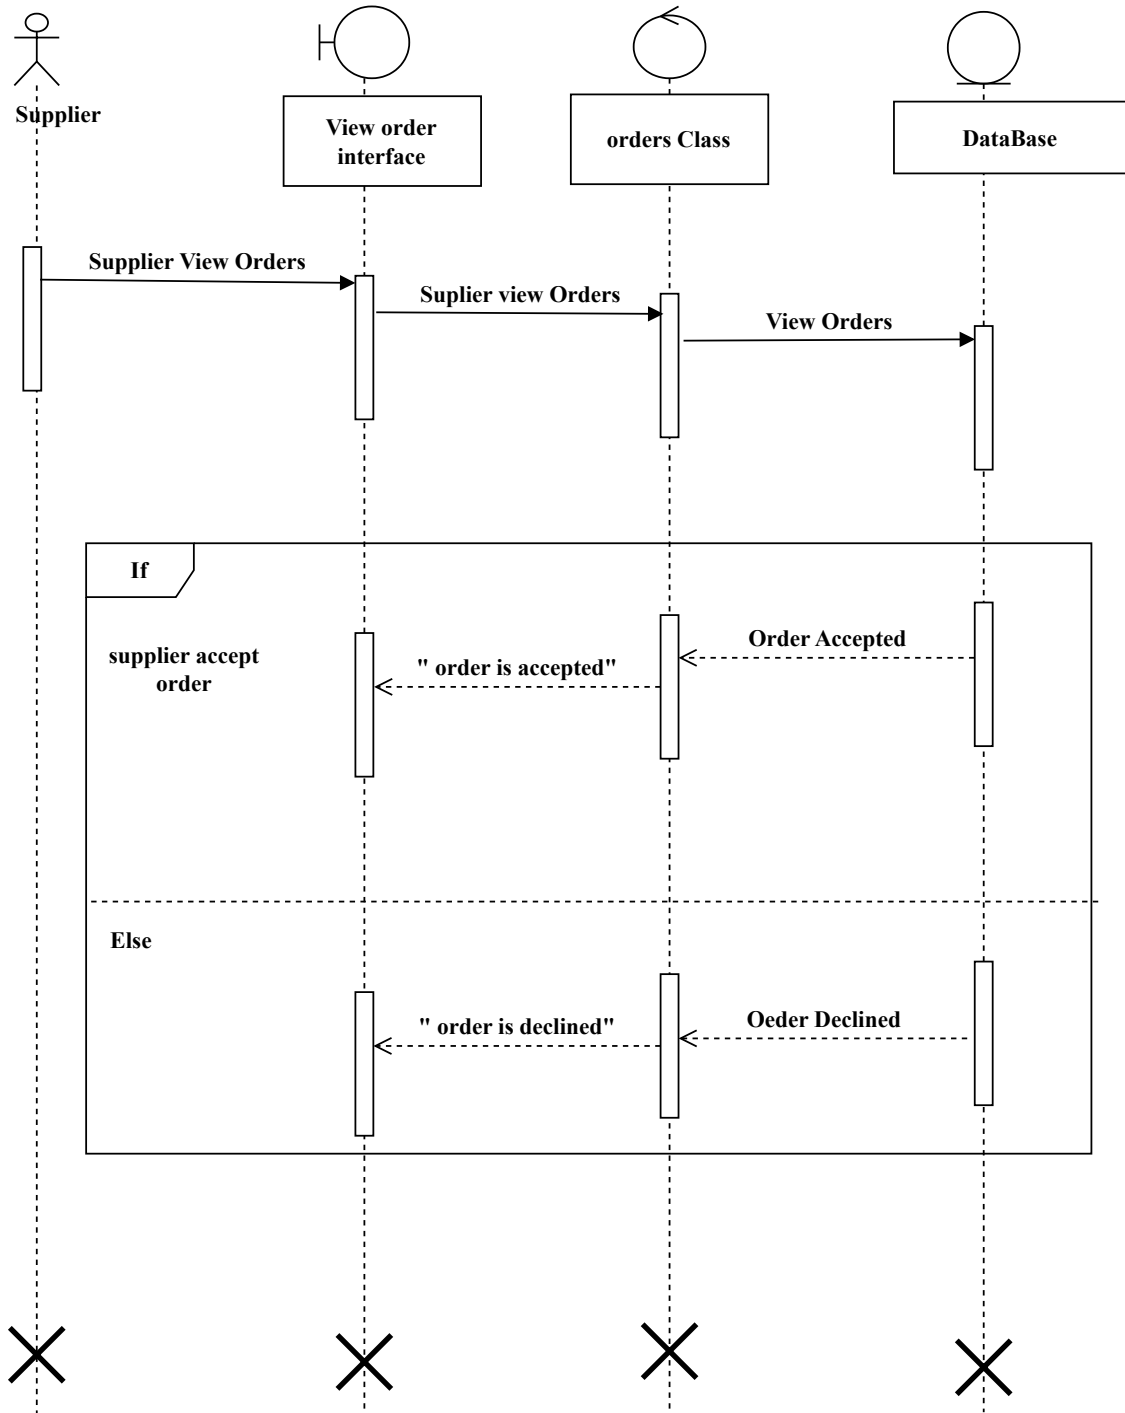 Supplier
View order
interface
orders Class
DataBase
Supplier View Orders
Suplier view Orders
View Orders
If
supplier accept
order
Order Accepted
" order is accepted"
Else
Oeder Declined
" order is declined"